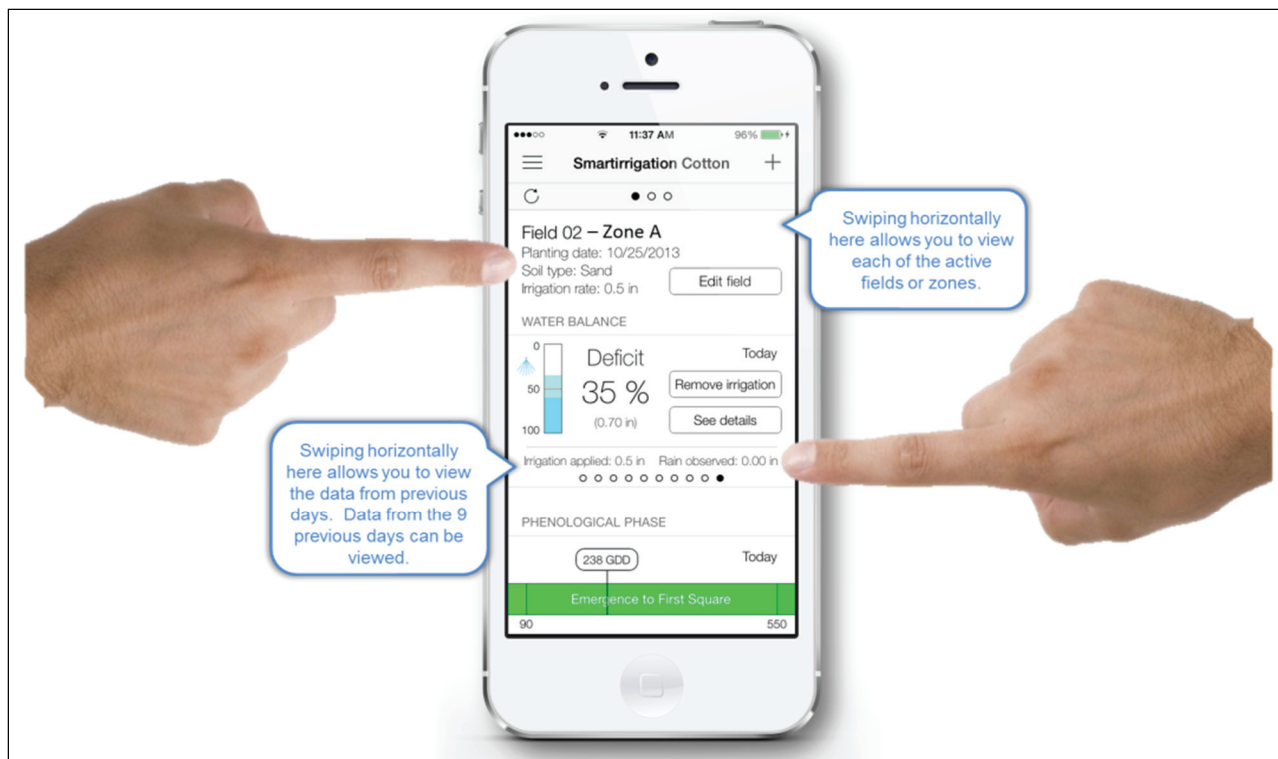 11:37 AM 96%
Smartirrigation Cotton +
Field 02 – Zone A
Planting date: 10/25/2013
Soil type: Sand
Irrigation rate: 0.5 in
Edit field
WATER BALANCE
0
50
100
Deficit
35 %
(0.70 in)
Today
Remove irrigation
See details
Irrigation applied: 0.5 in Rain observed: 0.00 in
PHENOLOGICAL PHASE
238 GDD
Today
Emergence to First Square
90 550
Swiping horizontally
here allows you to view
each of the active
fields or zones.
Swiping horizontally
here allows you to view
the data from previous
days. Data from the 9
previous days can be
viewed.